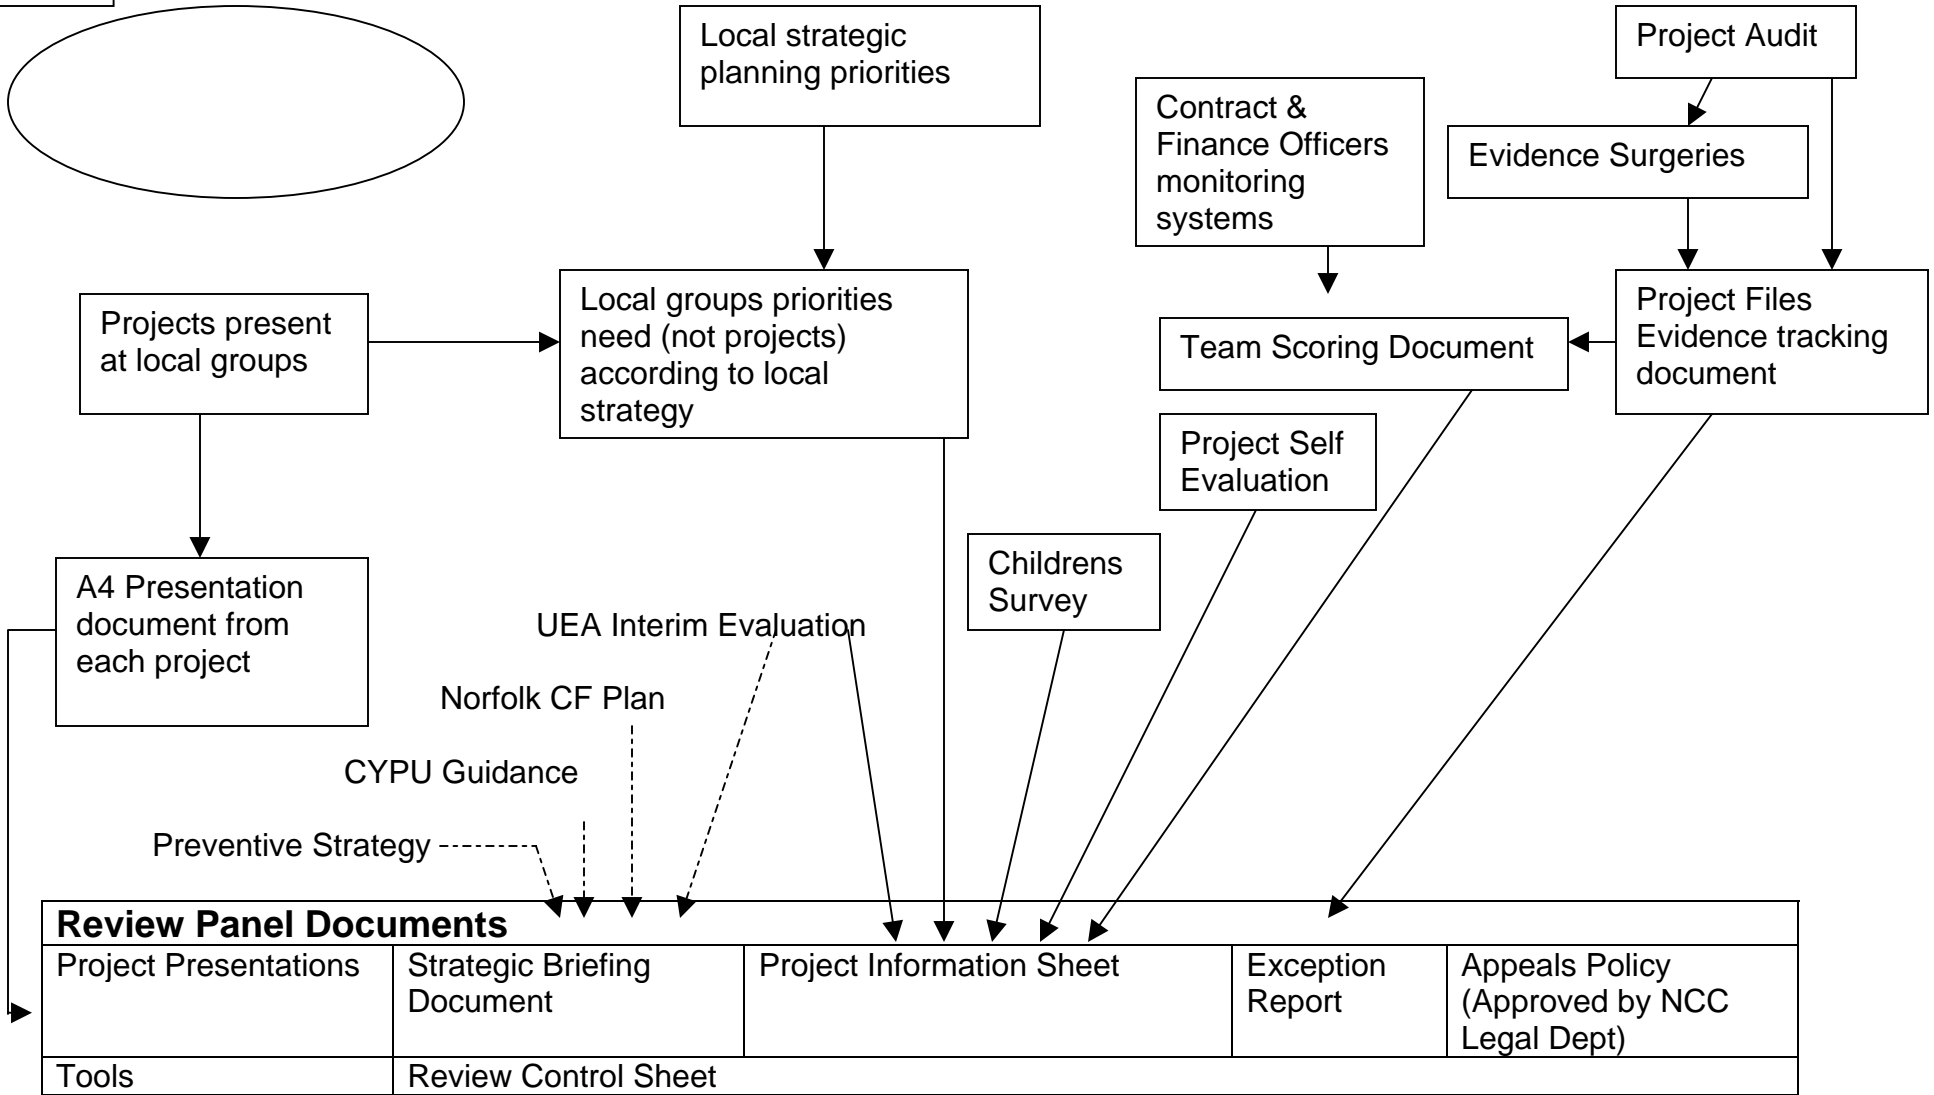 Local strategic
planning priorities
Project Audit
Contract &
Finance Officers
monitoring
systems
Evidence Surgeries
Projects present
at local groups
Local groups priorities
need (not projects)
according to local
strategy
Team Scoring Document
Project Files
Evidence tracking
document
Project Self
Evaluation
Childrens
Survey
A4 Presentation
document from
each project
UEA Interim Evaluation
Norfolk CF Plan
CYPU Guidance
Preventive Strategy
Review Panel Documents
Project Presentations
Strategic Briefing
Document
Project Information Sheet
Exception
Report
Appeals Policy
(Approved by NCC
Legal Dept)
Tools
Review Control Sheet